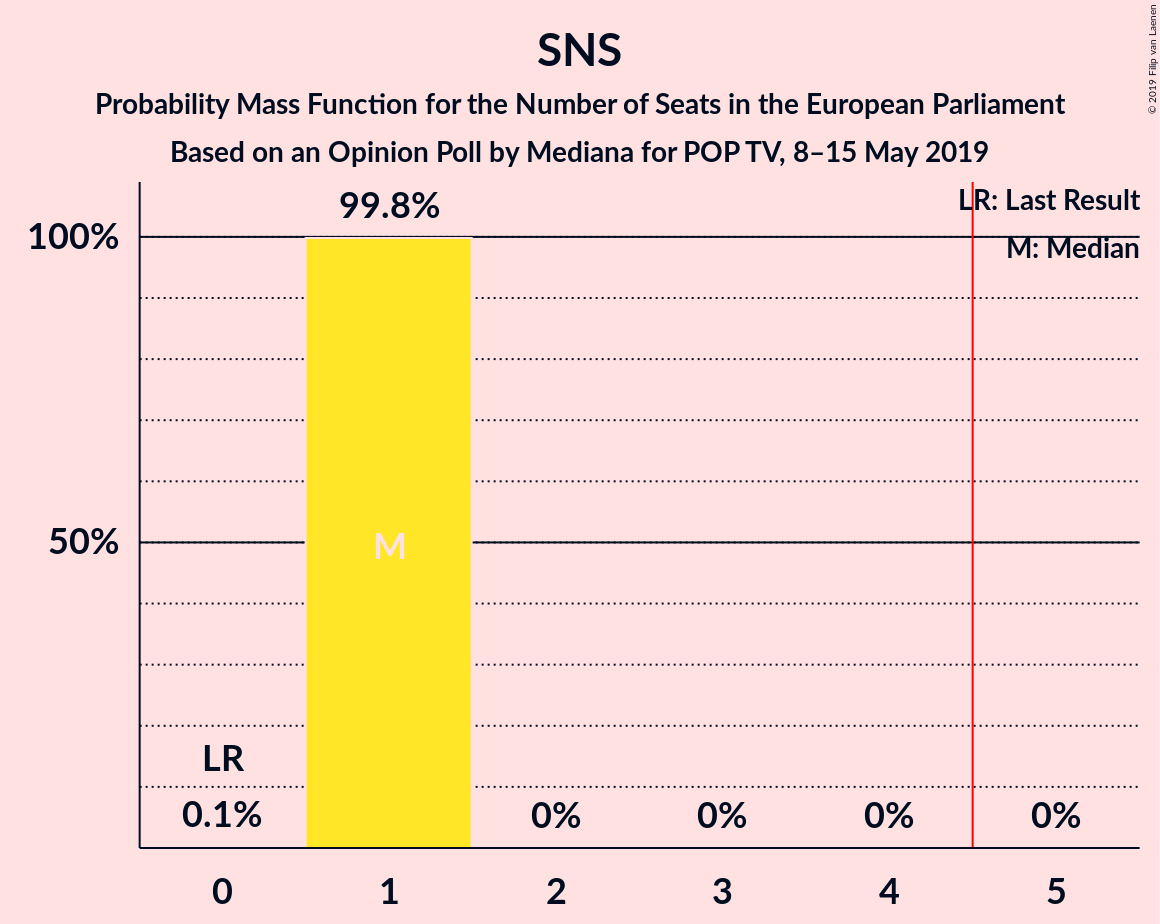 SNS
Probability Mass Function for the Number of Seats in the European Parliament
Based on an Opinion Poll by Mediana for POP TV, 8–15 May 2019
© 2019 Filip van Laenen
LR: Last Result
M: Median
99.8%
100%
50%
M
LR
0.1%
0%
0%
0%
0%
0
1
2
3
4
5